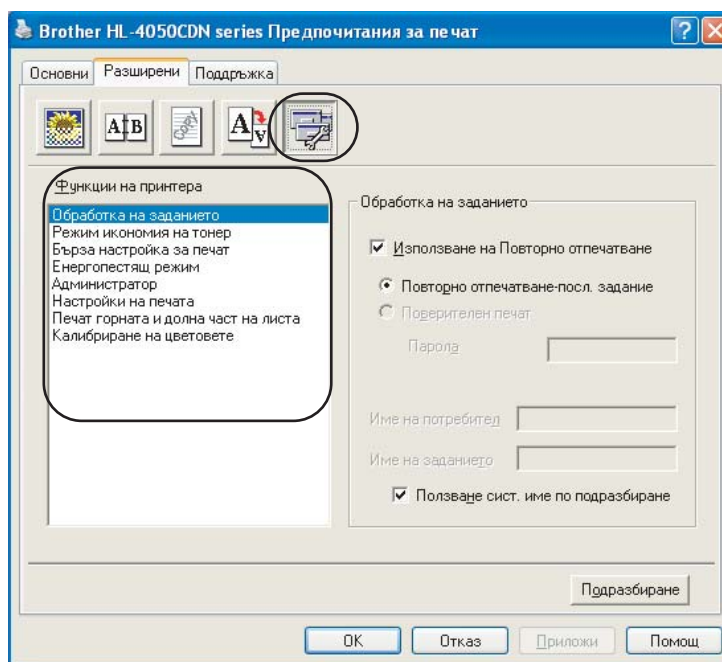 Brother HL-4050CDN series Предпочитания за печат
Основни Разширени Поддръжка
A B Copy A A
Функции на принтера
Обработка на заданието
Режим икономия на тонер
Бърза настройка за печат
Енергопестящ режим
Администратор
Настройки на печата
Печат горната и долна част на листа
Калибриране на цветовете
Обработка на заданието
Използване на Повторно отпечатване
Повторно отпечатване-посл. задание
Поверителен печат
Парола
Име на потребител
Име на заданието
Ползване сист. име по подразбиране
Подразбиране
OK Отказ Приложи Помощ